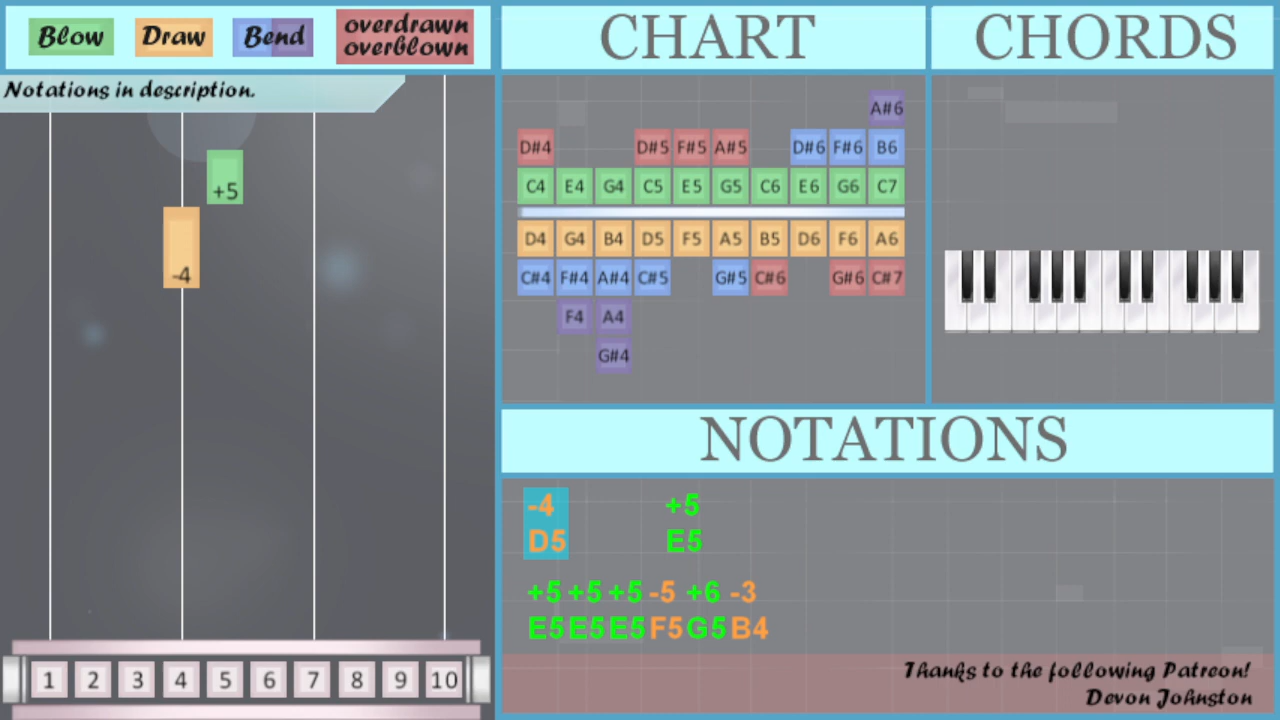 Blow Draw Bend overdrawn
overblown
Notations in description.
+5
-4
1 2 3 4 5 6 7 8 9 10
CHART
A#6
D#4 D#5 F#5 A#5 D#6 F#6 B6
C4 E4 G4 C5 E5 G5 C6 E6 G6 C7
D4 G4 B4 D5 F5 A5 B5 D6 F6 A6
C#4 F#4 A#4 C#5 G#5 C#6 G#6 C#7
F4 A4
G#4
CHORDS
NOTATIONS
-4 +5
D5 E5
+5 +5 +5 -5 +6 -3
E5 E5 E5 F5 G5 B4
Thanks to the following Patreon!
Devon Johnston